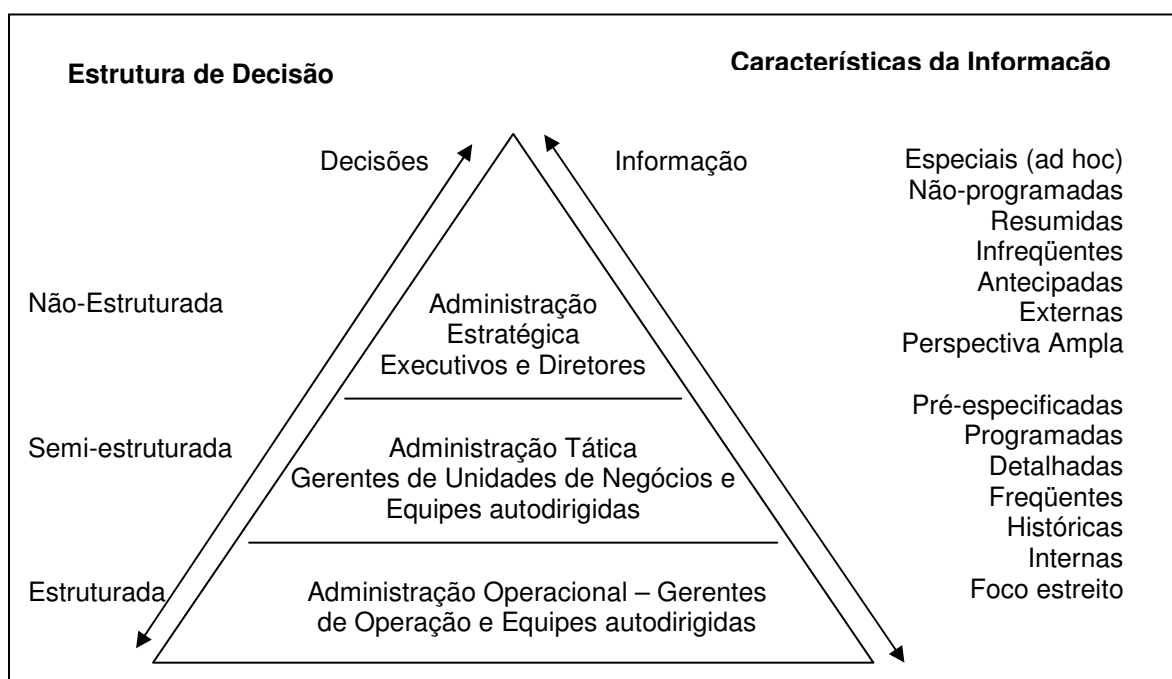 Estrutura de Decisão
Características da Informação
Decisões
Informação
Especiais (ad hoc)
Não-programadas
Resumidas
Infreqüentes
Antecipadas
Externas
Perspectiva Ampla
Não-Estruturada
Administração
Estratégica
Executivos e Diretores
Pré-especificadas
Programadas
Detalhadas
Freqüentes
Históricas
Internas
Foco estreito
Semi-estruturada
Administração Tática
Gerentes de Unidades de Negócios e
Equipes autodirigidas
Estruturada
Administração Operacional – Gerentes
de Operação e Equipes autodirigidas